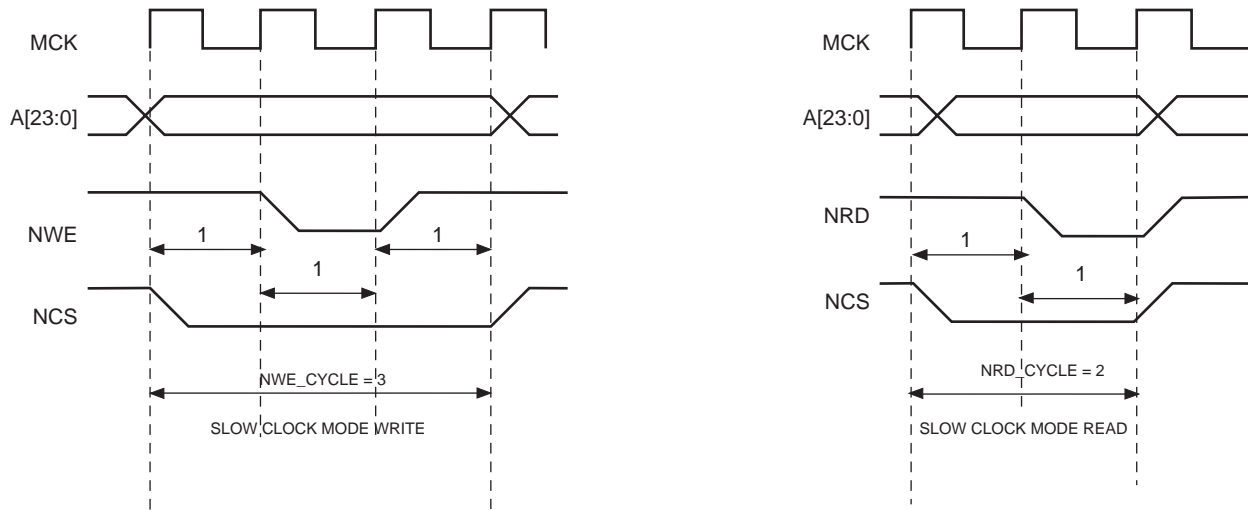 MCK
A[23:0]
NWE
1
1
1
NCS
NWE_CYCLE = 3
SLOW CLOCK MODE WRITE
MCK
A[23:0]
NRD
1
1
NCS
NRD_CYCLE = 2
SLOW CLOCK MODE READ